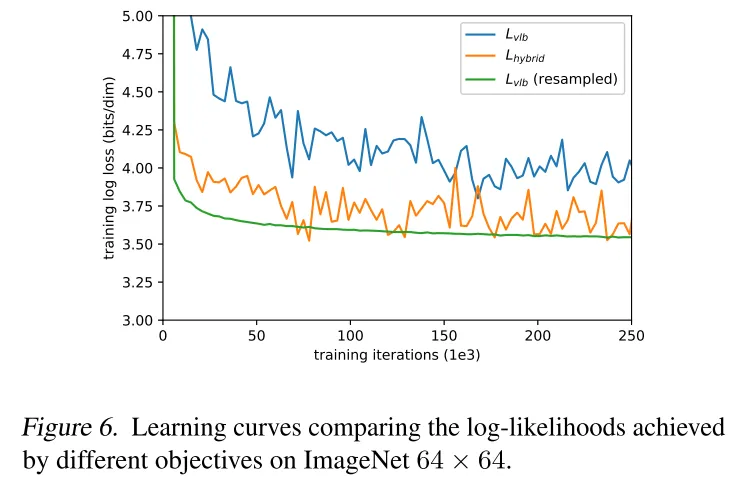 5.00
4.75
4.50
4.25
4.00
3.75
3.50
3.25
3.00
training log loss (bits/dim)
L_vlb
L_hybrid
L_vlb (resampled)
0 50 100 150 200 250
training iterations (1e3)
Figure 6. Learning curves comparing the log-likelihoods achieved
by different objectives on ImageNet 64 × 64.